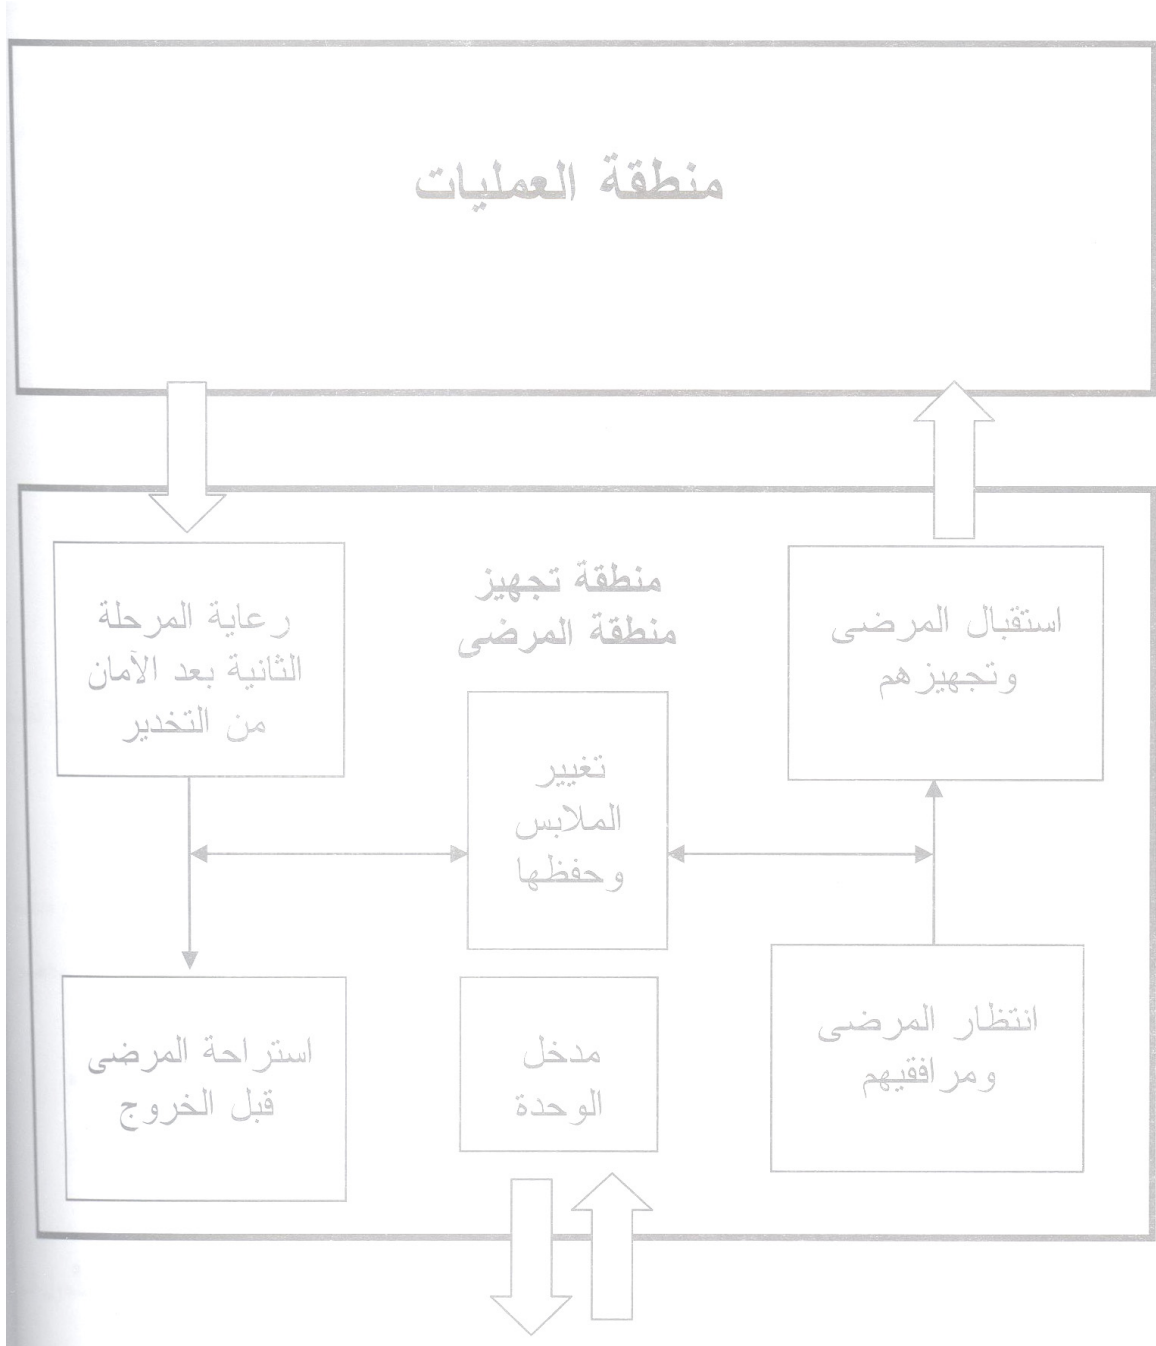 منطقة العمليات
منطقة تجهيز
منطقة المرضى
استقبال المرضى
وتجهيزهم
رعاية المرحلة
الثانية بعد الأمان
من التخدير
تغيير
الملابس
وحفظها
انتظار المرضى
ومرافقيهم
مدخل
الوحدة
استراحة المرضى
قبل الخروج